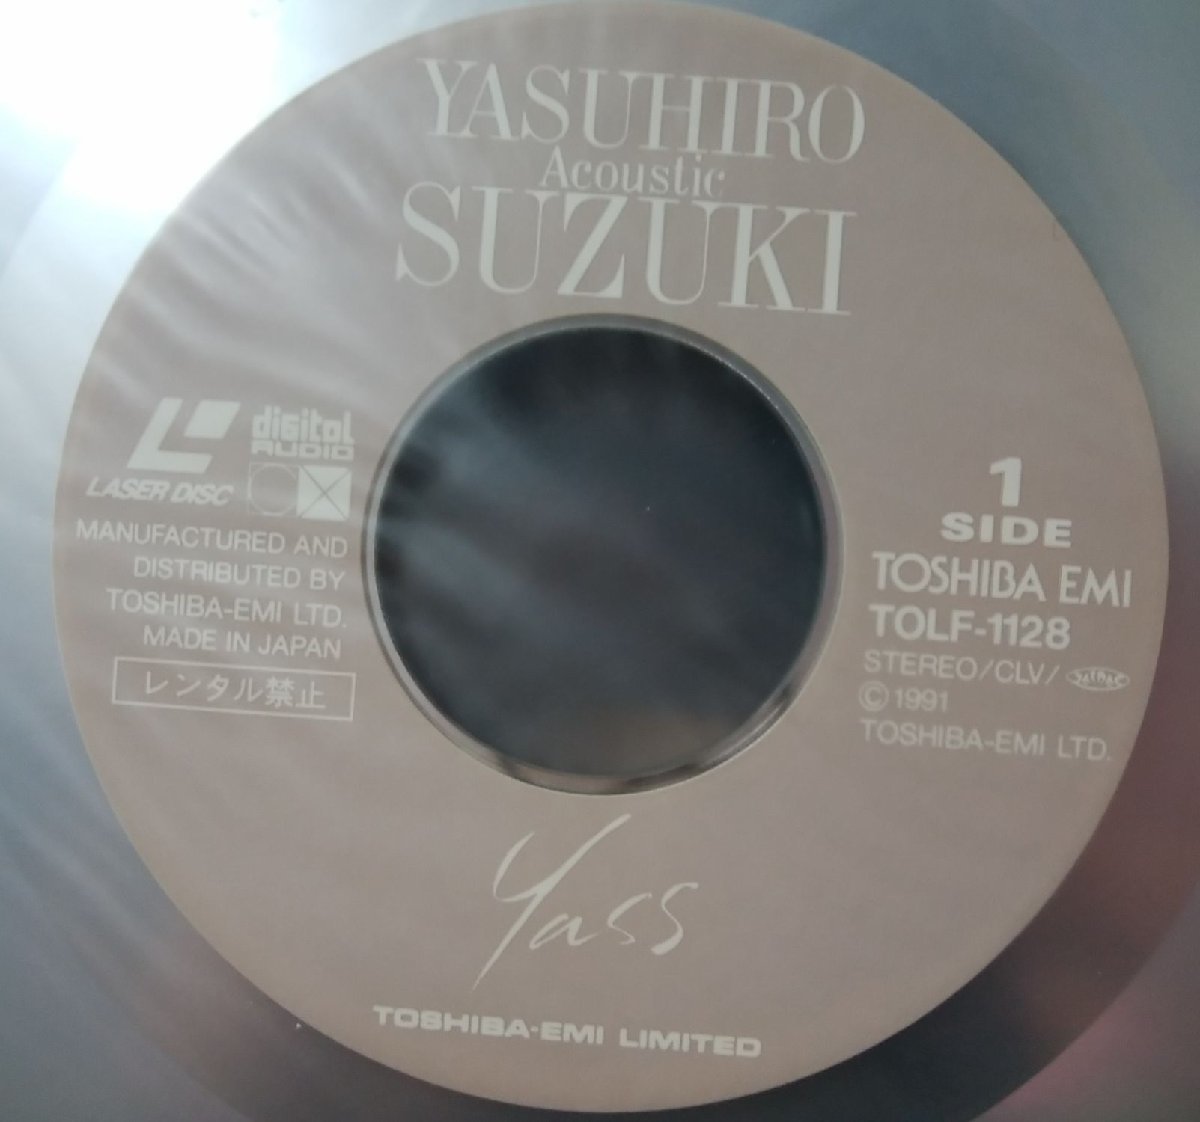 YASUHIRO
Acoustic
SUZUKI
LASER DISC
digital
AUDIO
MANUFACTURED AND
DISTRIBUTED BY
TOSHIBA-EMI LTD.
MADE IN JAPAN
レンタル禁止
1
SIDE
TOSHIBA EMI
TOLF-1128
STEREO/CLV/
©1991
TOSHIBA-EMI LTD.
Yass
TOSHIBA-EMI LIMITED